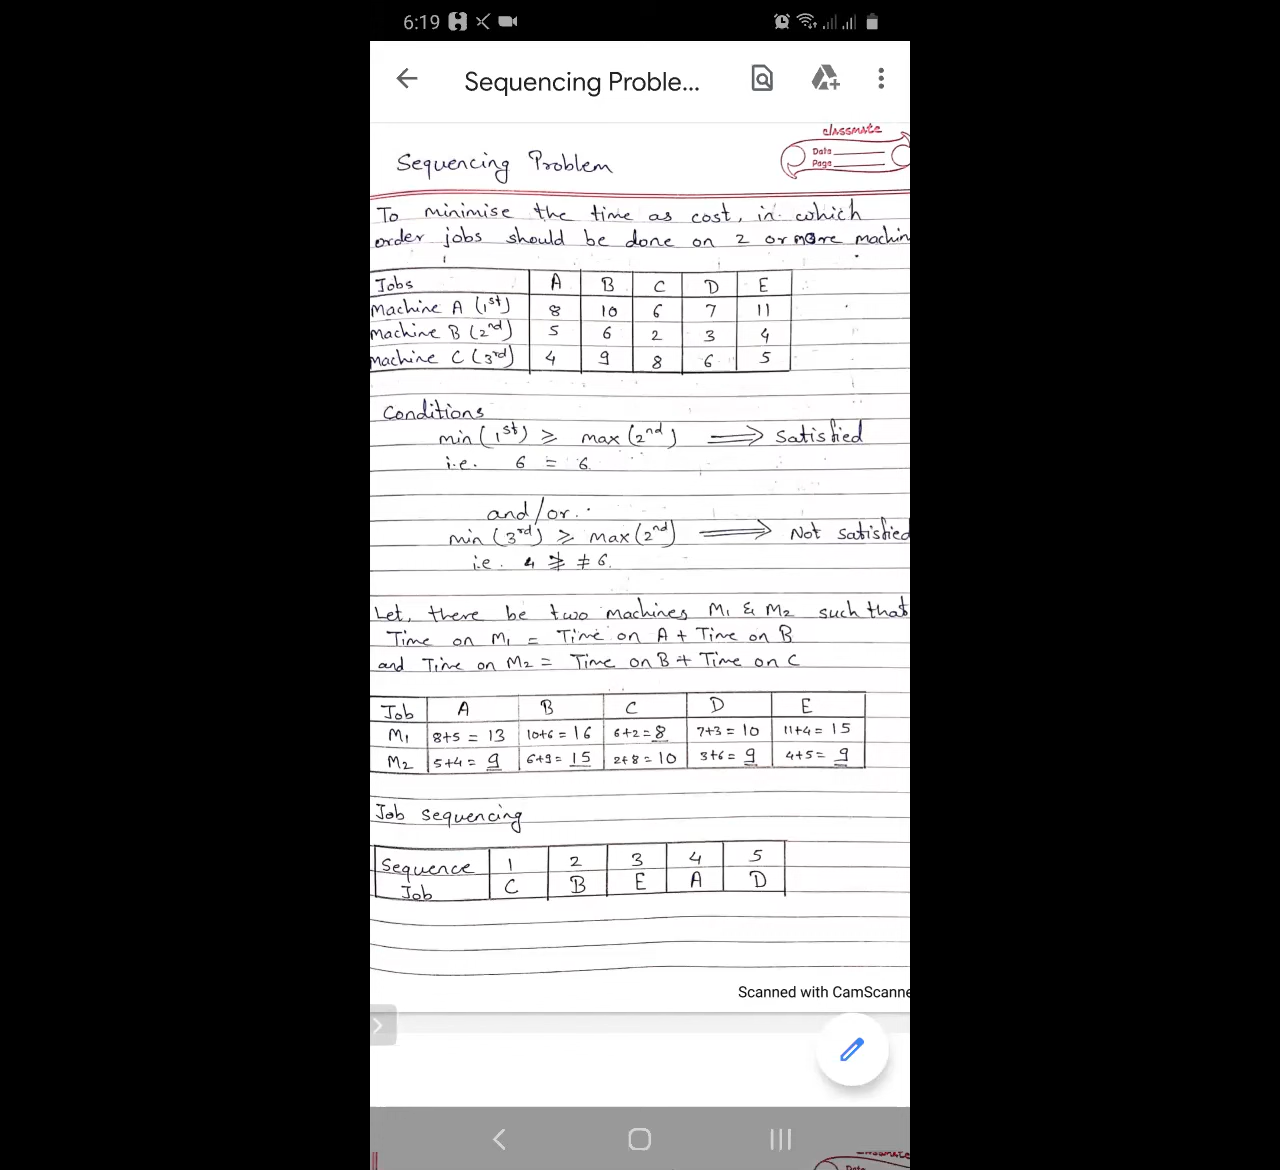 6:19
Sequencing Proble...
classmate
Date
Page
Sequencing Problem
To minimise the time as cost, in which
order jobs should be done on 2 or more machin
Jobs A B C D E
Machine A (1st) 8 10 6 7 11
Machine B (2nd) 5 6 2 3 4
Machine C (3rd) 4 9 8 6 5
Conditions
min (1st) ⩾ max (2nd) ⟹ satisfied
i.e. 6 = 6.
and/or.
min (3rd) ⩾ max (2nd) ⟹ Not satisfied
i.e. 4 ≱ ≠ 6.
Let, there be two machines M1 & M2 such that
Time on M1 = Time on A + Time on B
and Time on M2 = Time on B + Time on C
Job A B C D E
M1 8+5 = 13 10+6 = 16 6+2 = 8 7+3 = 10 11+4 = 15
M2 5+4 = 9 6+9 = 15 2+8 = 10 3+6 = 9 4+5 = 9
Job sequencing
Sequence 1 2 3 4 5
Job C B E A D
Scanned with CamScanne